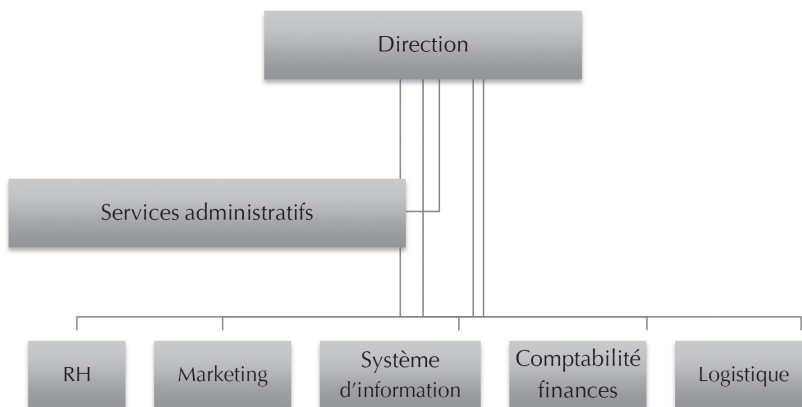 Direction
Services administratifs
RH
Marketing
Système
d’information
Comptabilité
finances
Logistique